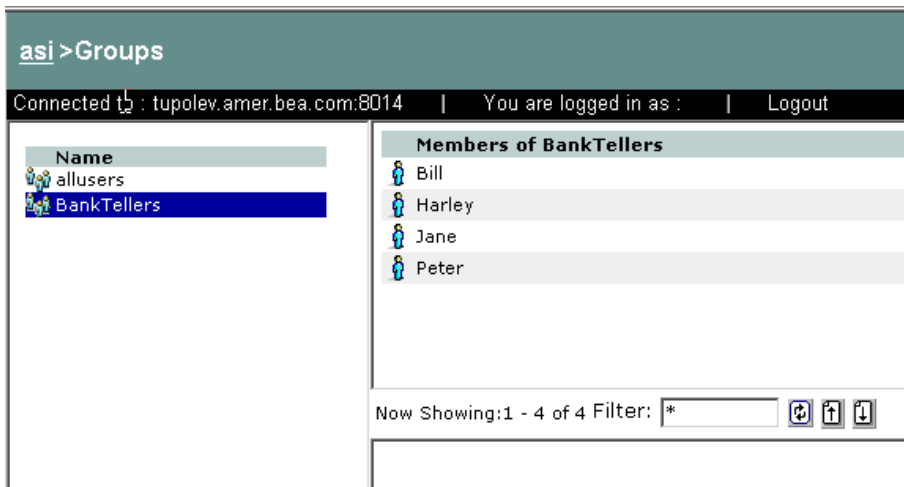 asi >Groups
Connected to : tupolev.amer.bea.com:8014 | You are logged in as : | Logout
Name
allusers
BankTellers
Members of BankTellers
Bill
Harley
Jane
Peter
Now Showing:1 - 4 of 4 Filter: *